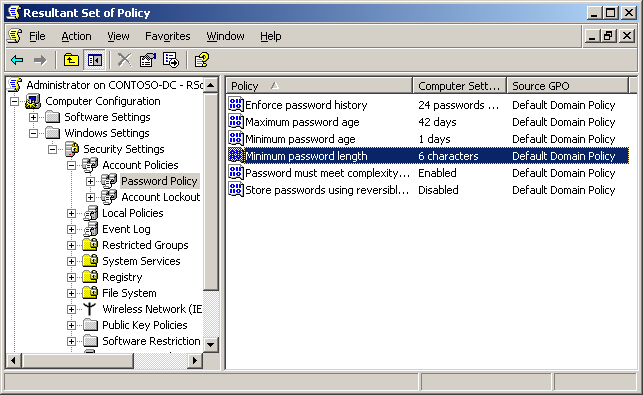 Resultant Set of Policy
File Action View Favorites Window Help
Administrator on CONTOSO-DC - RSo
Computer Configuration
Software Settings
Windows Settings
Security Settings
Account Policies
Password Policy
Account Lockout
Local Policies
Event Log
Restricted Groups
System Services
Registry
File System
Wireless Network (IE
Public Key Policies
Software Restriction
Policy Computer Sett... Source GPO
Enforce password history 24 passwords ... Default Domain Policy
Maximum password age 42 days Default Domain Policy
Minimum password age 1 days Default Domain Policy
Minimum password length 6 characters Default Domain Policy
Password must meet complexity... Enabled Default Domain Policy
Store passwords using reversibl... Disabled Default Domain Policy